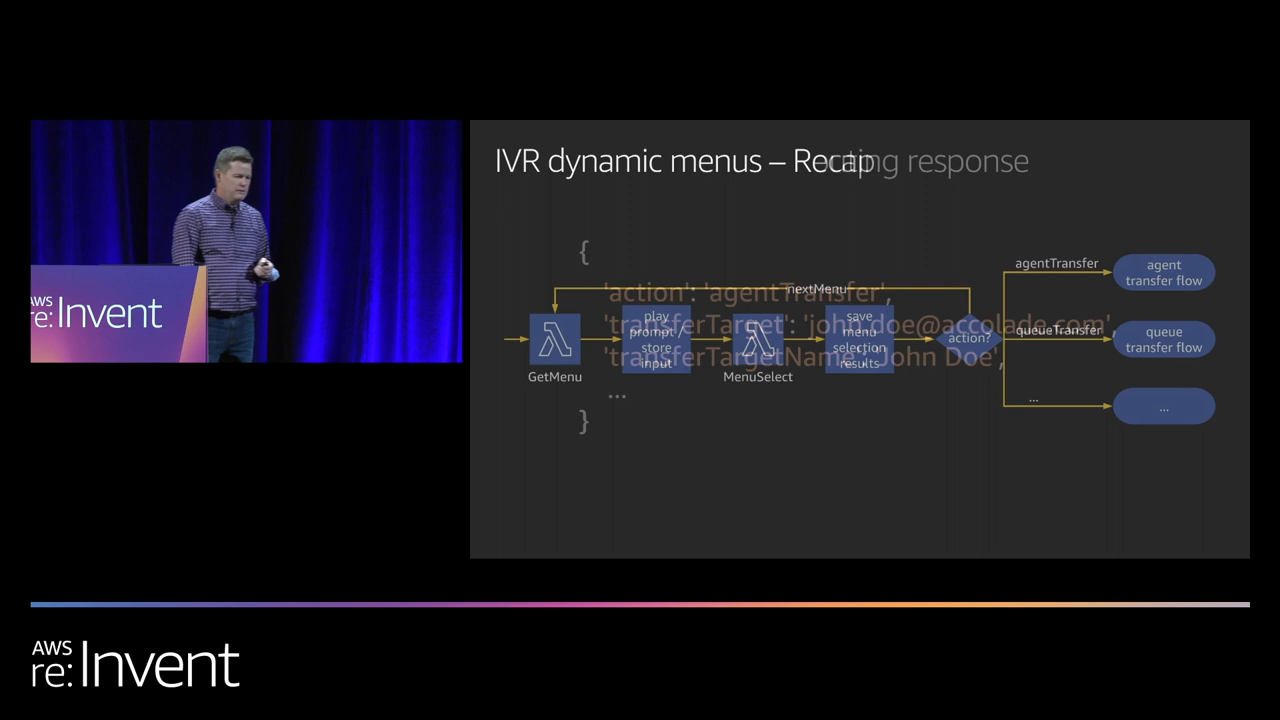 IVR dynamic menus – Recap
acting response
{
'action': 'agentTransfer',
'transferTarget': 'johndoe@accolade.com',
'transferTargetName': 'John Doe',
...
}
nextMenu
GetMenu
play
prompt /
store
input
MenuSelect
save
menu
selection
results
action?
agentTransfer
agent
transfer flow
queueTransfer
queue
transfer flow
...
...
AWS
re:Invent
AWS
re:Invent